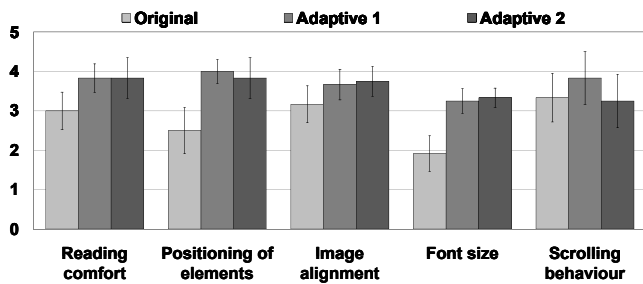 Original Adaptive 1 Adaptive 2
5
4
3
2
1
0
Reading comfort
Positioning of elements
Image alignment
Font size
Scrolling behaviour